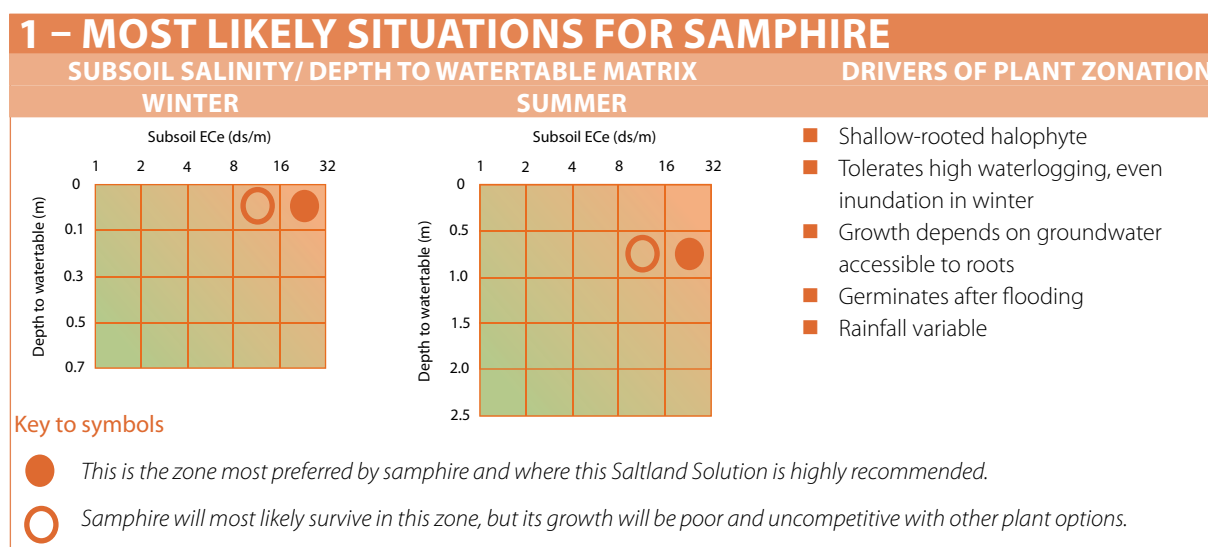 1 – MOST LIKELY SITUATIONS FOR SAMPHIRE
SUBSOIL SALINITY/ DEPTH TO WATERTABLE MATRIX
DRIVERS OF PLANT ZONATION
WINTER
SUMMER
Subsoil ECe (ds/m)
1 2 4 8 16 32
Depth to watertable (m)
0
0.1
0.3
0.5
0.7
Subsoil ECe (ds/m)
1 2 4 8 16 32
Depth to watertable (m)
0
0.5
1.0
1.5
2.0
2.5
■ Shallow-rooted halophyte
■ Tolerates high waterlogging, even
inundation in winter
■ Growth depends on groundwater
accessible to roots
■ Germinates after flooding
■ Rainfall variable
Key to symbols
This is the zone most preferred by samphire and where this Saltland Solution is highly recommended.
Samphire will most likely survive in this zone, but its growth will be poor and uncompetitive with other plant options.